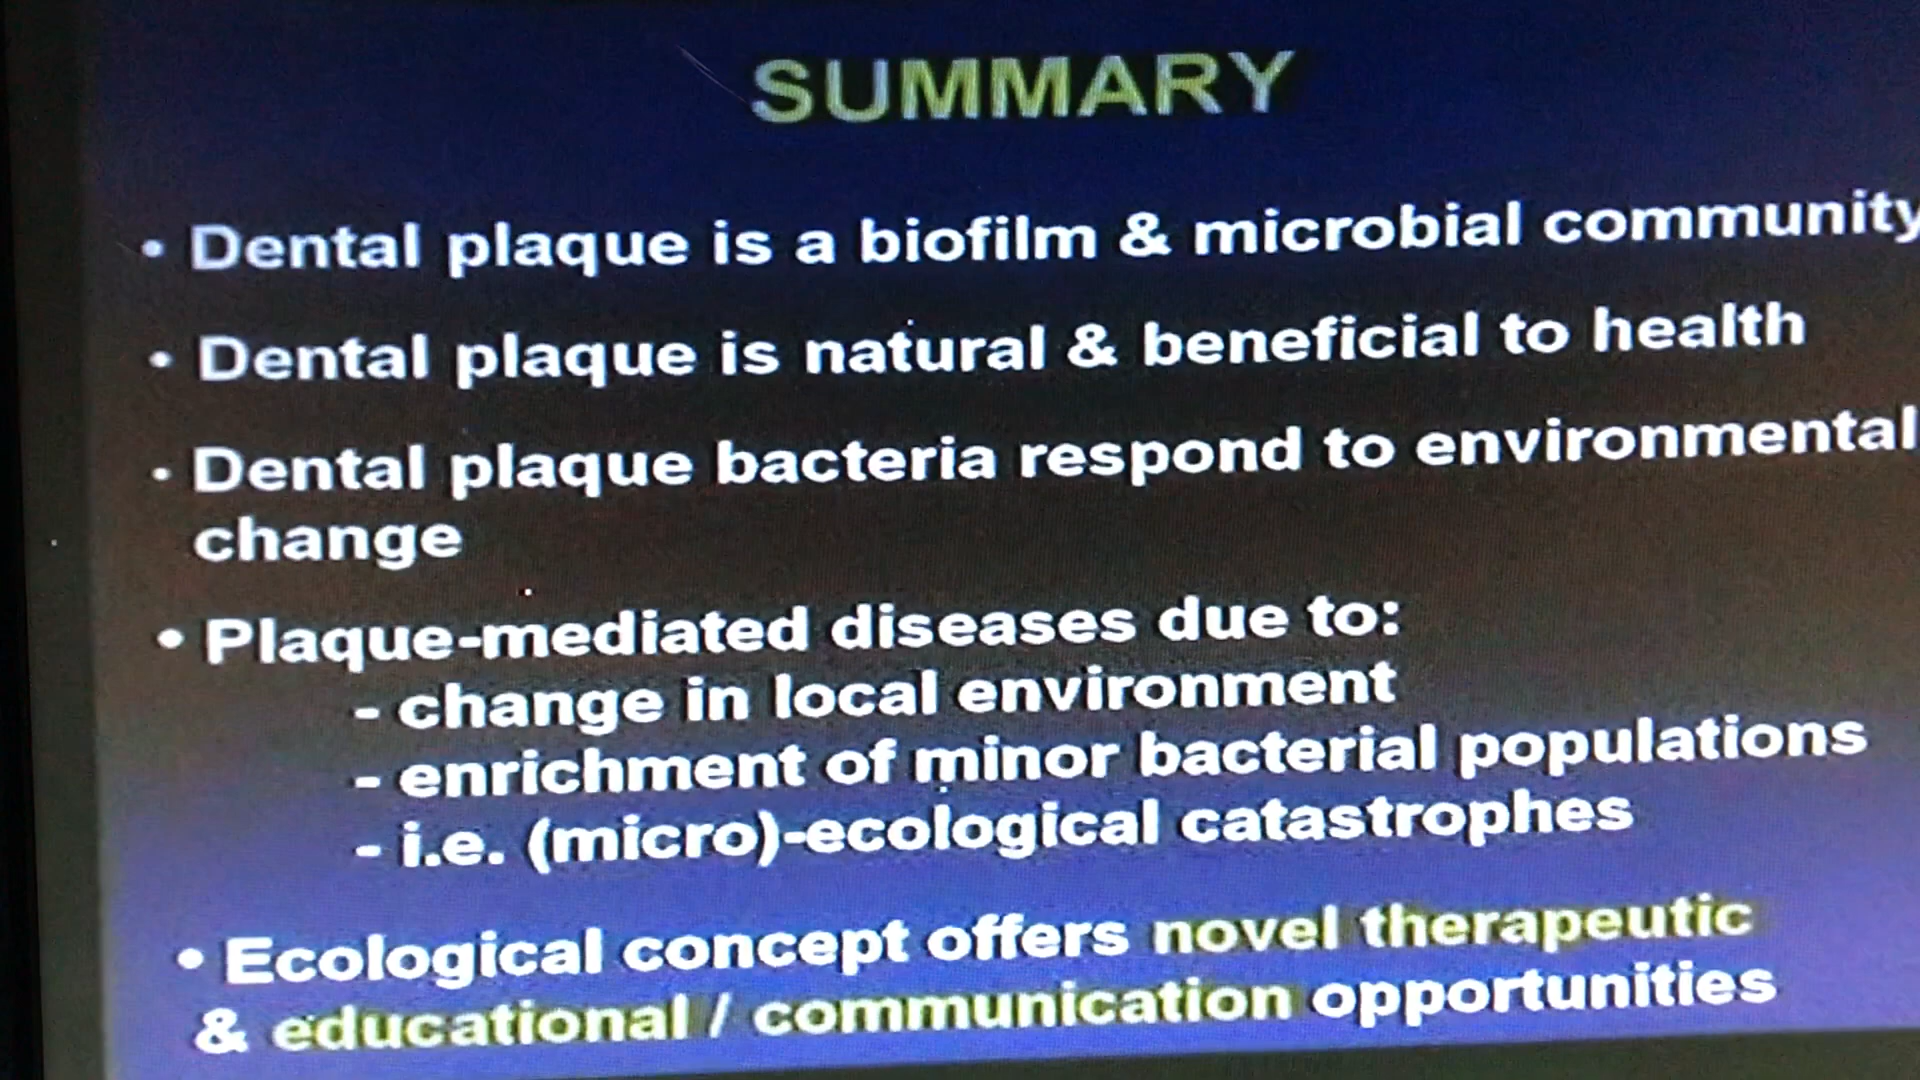 SUMMARY
• Dental plaque is a biofilm & microbial community
• Dental plaque is natural & beneficial to health
• Dental plaque bacteria respond to environmental
change
• Plaque-mediated diseases due to:
- change in local environment
- enrichment of minor bacterial populations
- i.e. (micro)-ecological catastrophes
• Ecological concept offers novel therapeutic
& educational / communication opportunities